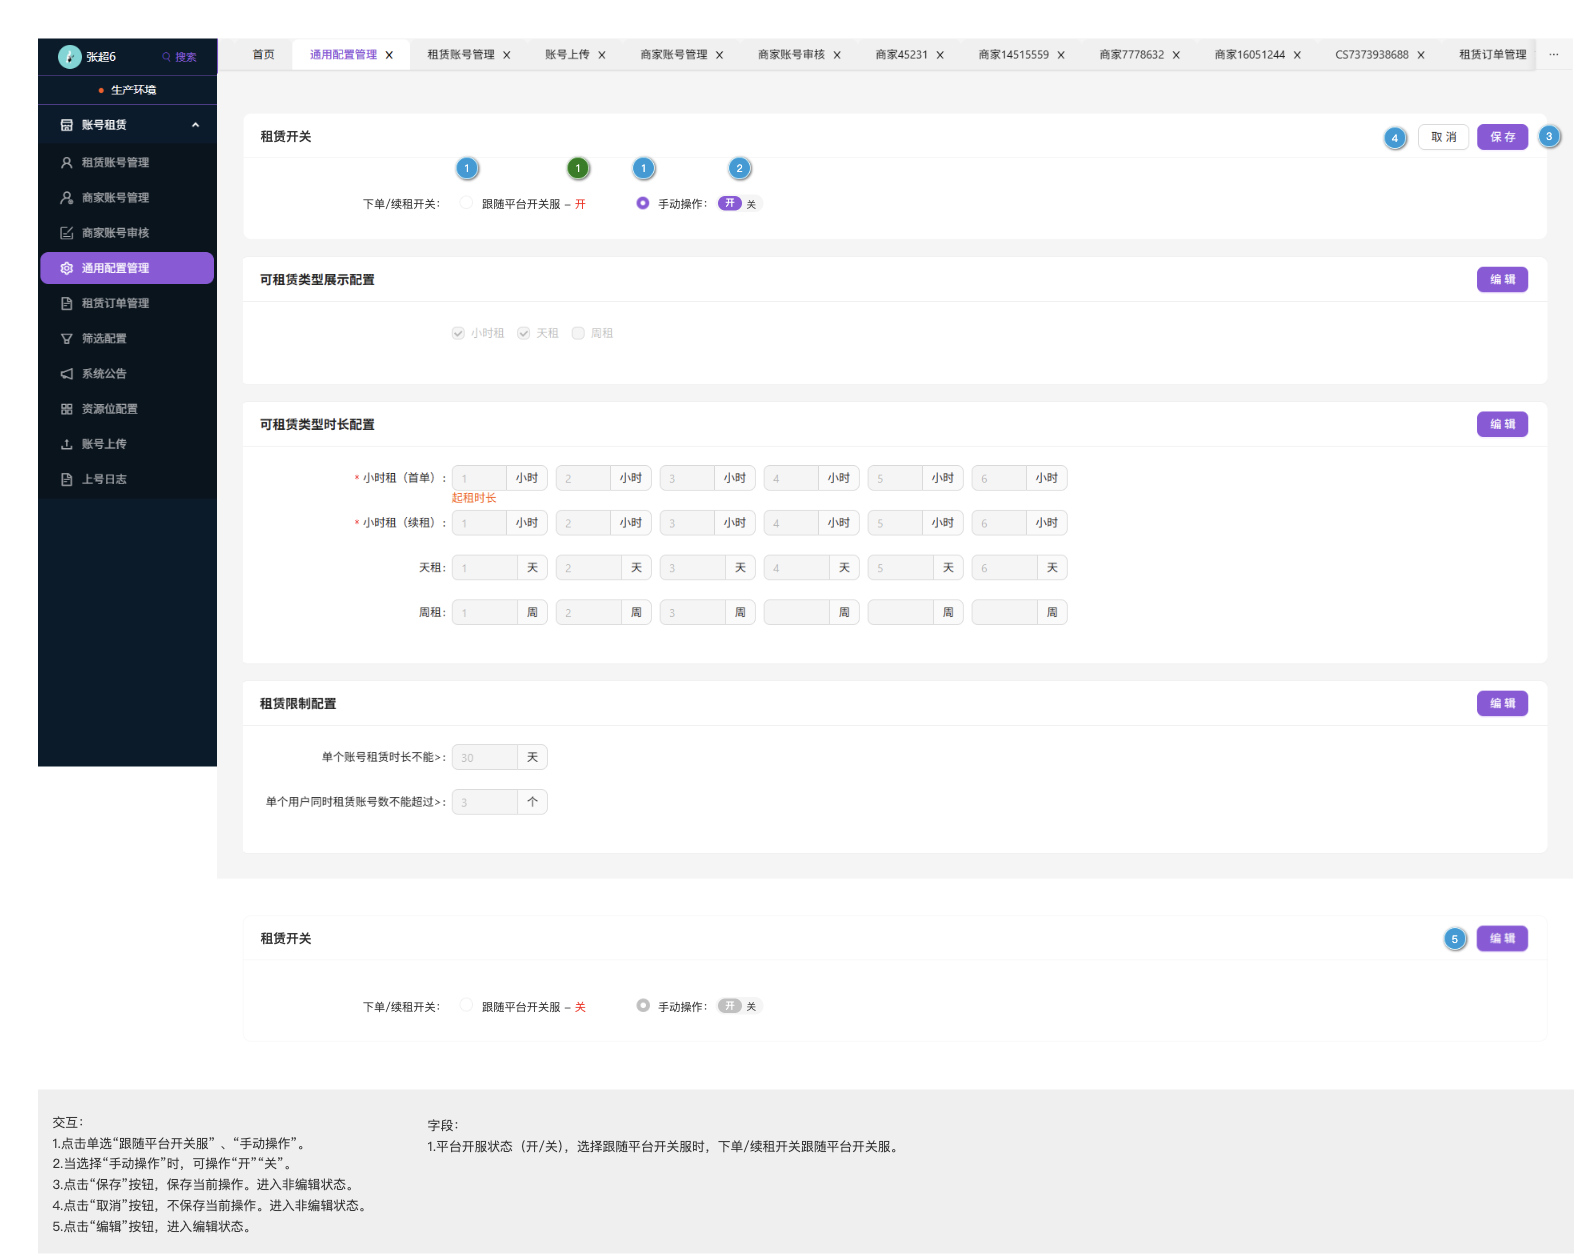 张超6 搜索
首页 通用配置管理 X 租赁账号管理 X 账号上传 X 商家账号管理 X 商家账号审核 X 商家45231 X 商家14515559 X 商家7778632 X 商家16051244 X CS7373938688 X 租赁订单管理 ...
生产环境
账号租赁
租赁账号管理
商家账号管理
商家账号审核
通用配置管理
租赁订单管理
筛选配置
系统公告
资源位配置
账号上传
上号日志
租赁开关 4 取 消 保 存 3
1 1 1 2
下单/续租开关: 跟随平台开关服 – 开 手动操作: 开 关
可租赁类型展示配置 编 辑
小时租 天租 周租
可租赁类型时长配置 编 辑
* 小时租（首单）: 1 小时 2 小时 3 小时 4 小时 5 小时 6 小时
起租时长
* 小时租（续租）: 1 小时 2 小时 3 小时 4 小时 5 小时 6 小时
天租: 1 天 2 天 3 天 4 天 5 天 6 天
周租: 1 周 2 周 3 周 周 周 周
租赁限制配置 编 辑
单个账号租赁时长不能>: 30 天
单个用户同时租赁账号数不能超过>: 3 个
租赁开关 5 编 辑
下单/续租开关: 跟随平台开关服 – 关 手动操作: 开 关
交互:
1.点击单选“跟随平台开关服” 、“手动操作”。
2.当选择“手动操作”时，可操作“开”“关”。
3.点击“保存”按钮，保存当前操作。进入非编辑状态。
4.点击“取消”按钮，不保存当前操作。进入非编辑状态。
5.点击“编辑”按钮，进入编辑状态。
字段:
1.平台开服状态（开/关），选择跟随平台开关服时，下单/续租开关跟随平台开关服。